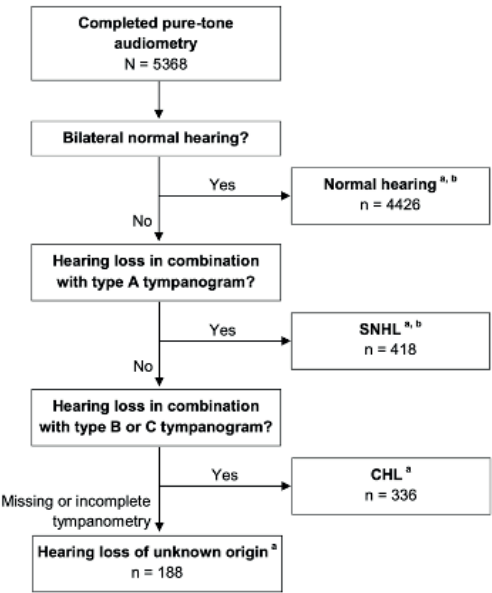 Completed pure-tone
audiometry
N = 5368
Bilateral normal hearing?
Yes
Normal hearing a, b
n = 4426
No
Hearing loss in combination
with type A tympanogram?
Yes
SNHL a, b
n = 418
No
Hearing loss in combination
with type B or C tympanogram?
Yes
CHL a
n = 336
Missing or incomplete
tympanometry
Hearing loss of unknown origin a
n = 188